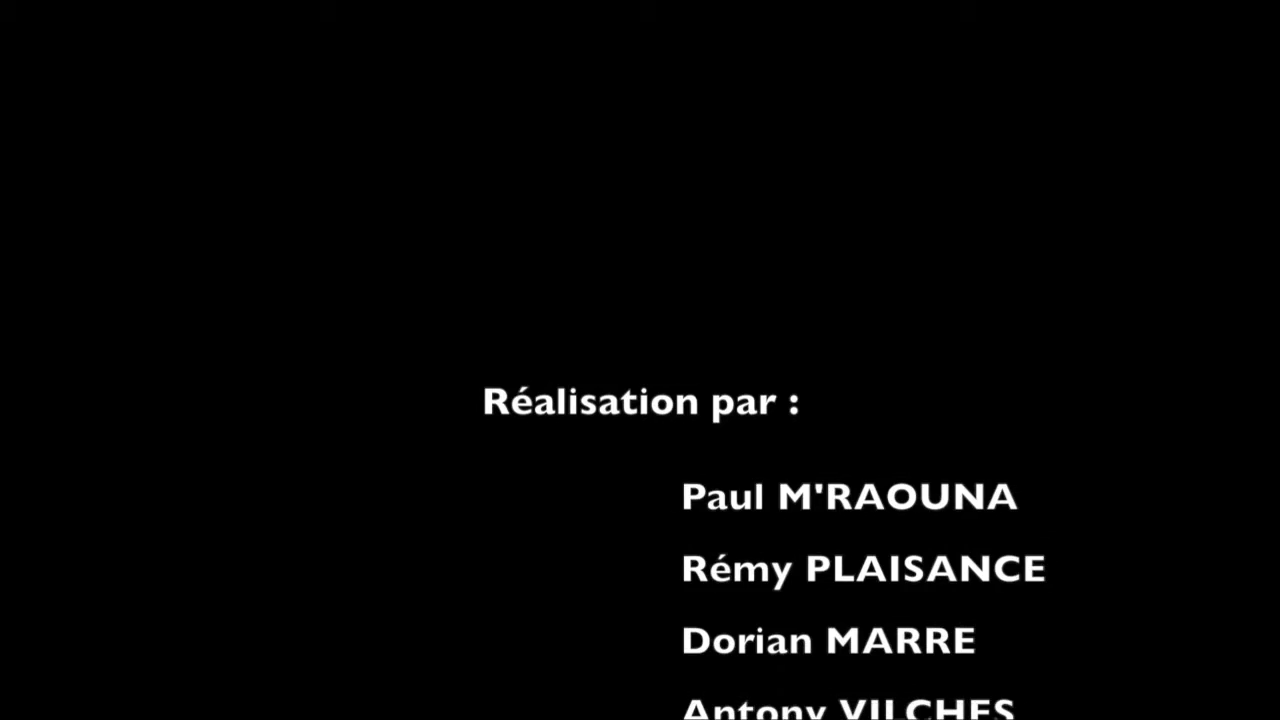 Réalisation par :
Paul M'RAOUNA
Rémy PLAISANCE
Dorian MARRE
Antony VILCHES